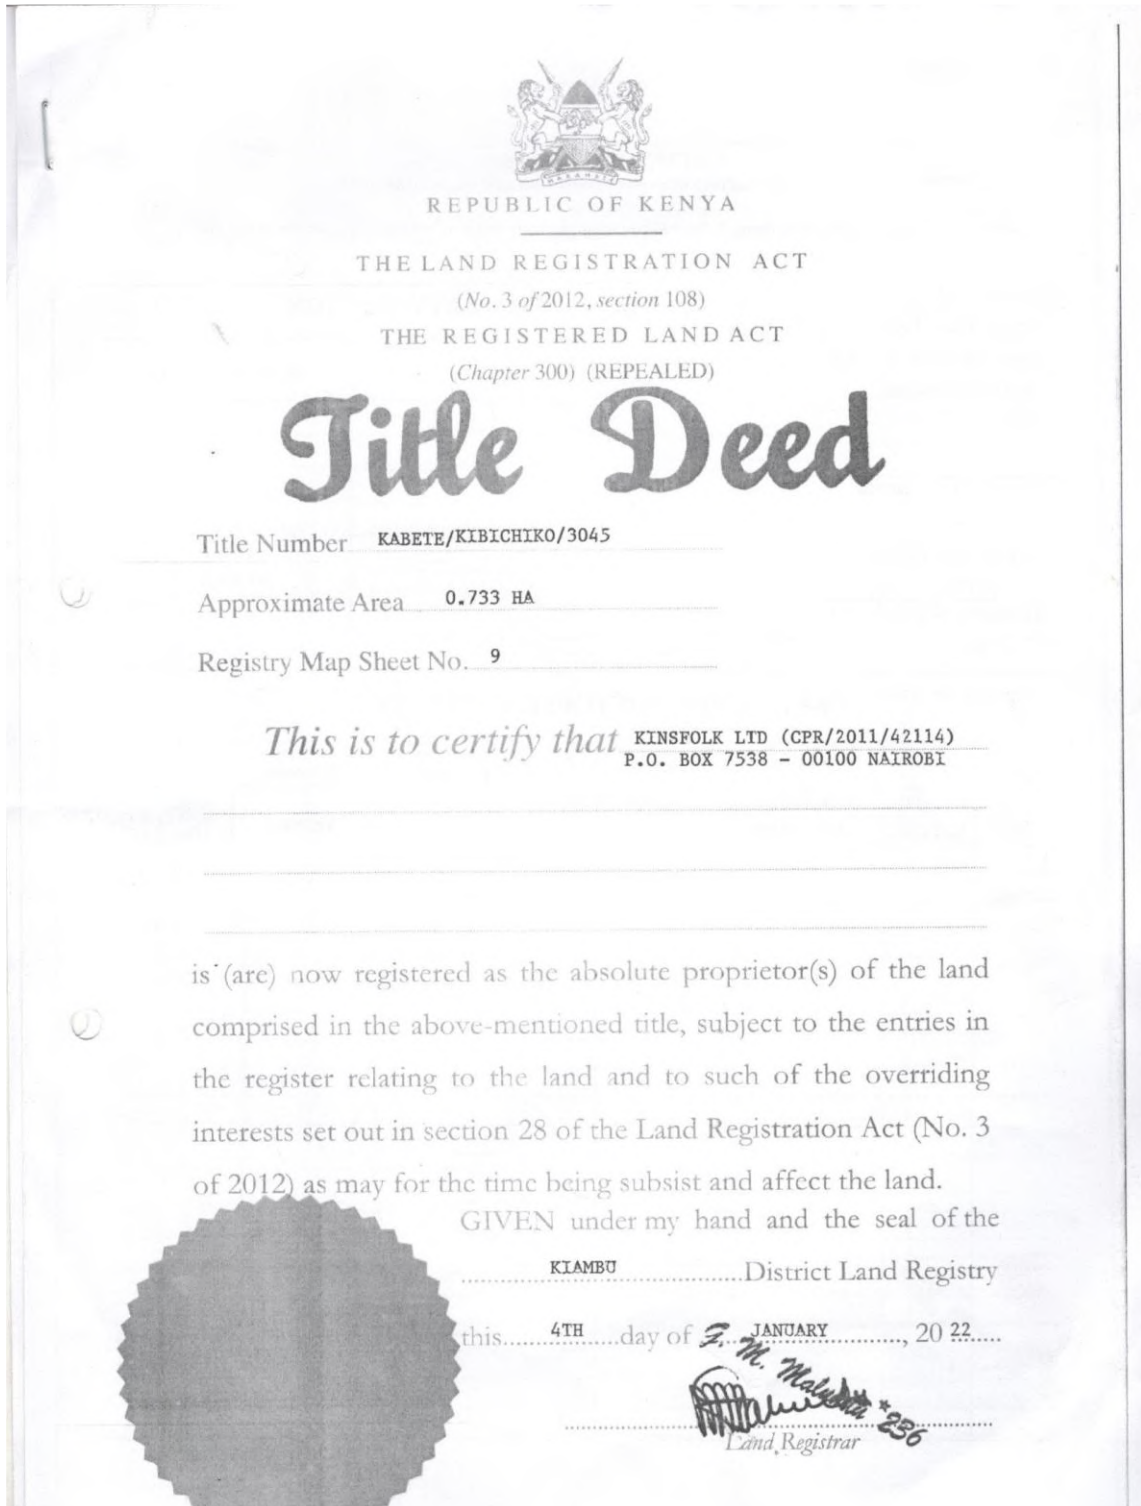 HARAMBEE
REPUBLIC OF KENYA
THE LAND REGISTRATION ACT
(No. 3 of 2012, section 108)
THE REGISTERED LAND ACT
(Chapter 300) (REPEALED)
Title Deed
Title Number KABETE/KIBICHIKO/3045
Approximate Area 0.733 HA
Registry Map Sheet No. 9
This is to certify that KINSFOLK LTD (CPR/2011/42114)
P.O. BOX 7538 - 00100 NAIROBI
is (are) now registered as the absolute proprietor(s) of the land
comprised in the above-mentioned title, subject to the entries in
the register relating to the land and to such of the overriding
interests set out in section 28 of the Land Registration Act (No. 3
of 2012) as may for the time being subsist and affect the land.
GIVEN under my hand and the seal of the
KIAMBU District Land Registry
this 4TH day of JANUARY, 20 22
M. *236
Land Registrar